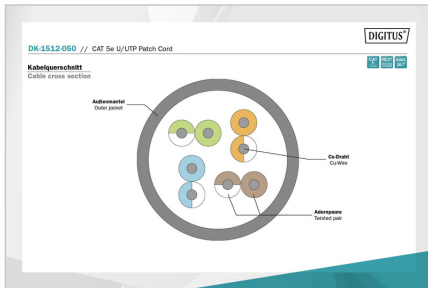 DIGITUS®
DK-1512-050 // CAT 5e U/UTP Patch Cord
Kabelquerschnitt
Cable cross section
Außenmantel
Outer jacket
Cu-Draht
Cu-Wire
Adernpaare
Twisted pair